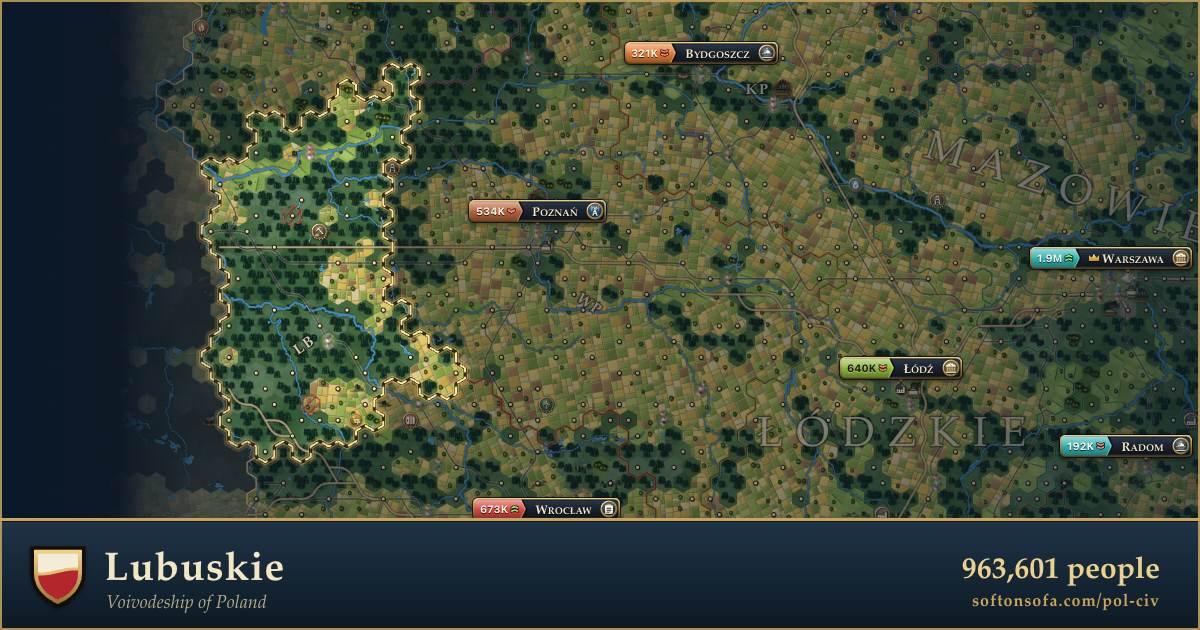 321K BYDGOSZCZ
KP
MAZOWIE
534K POZNAŃ
1.9M WARSZAWA
WP
LB
640K ŁÓDŹ
ŁÓDZKIE
192K RADOM
673K WROCŁAW
Lubuskie
Voivodeship of Poland
963,601 people
softonsofa.com/pol-civ